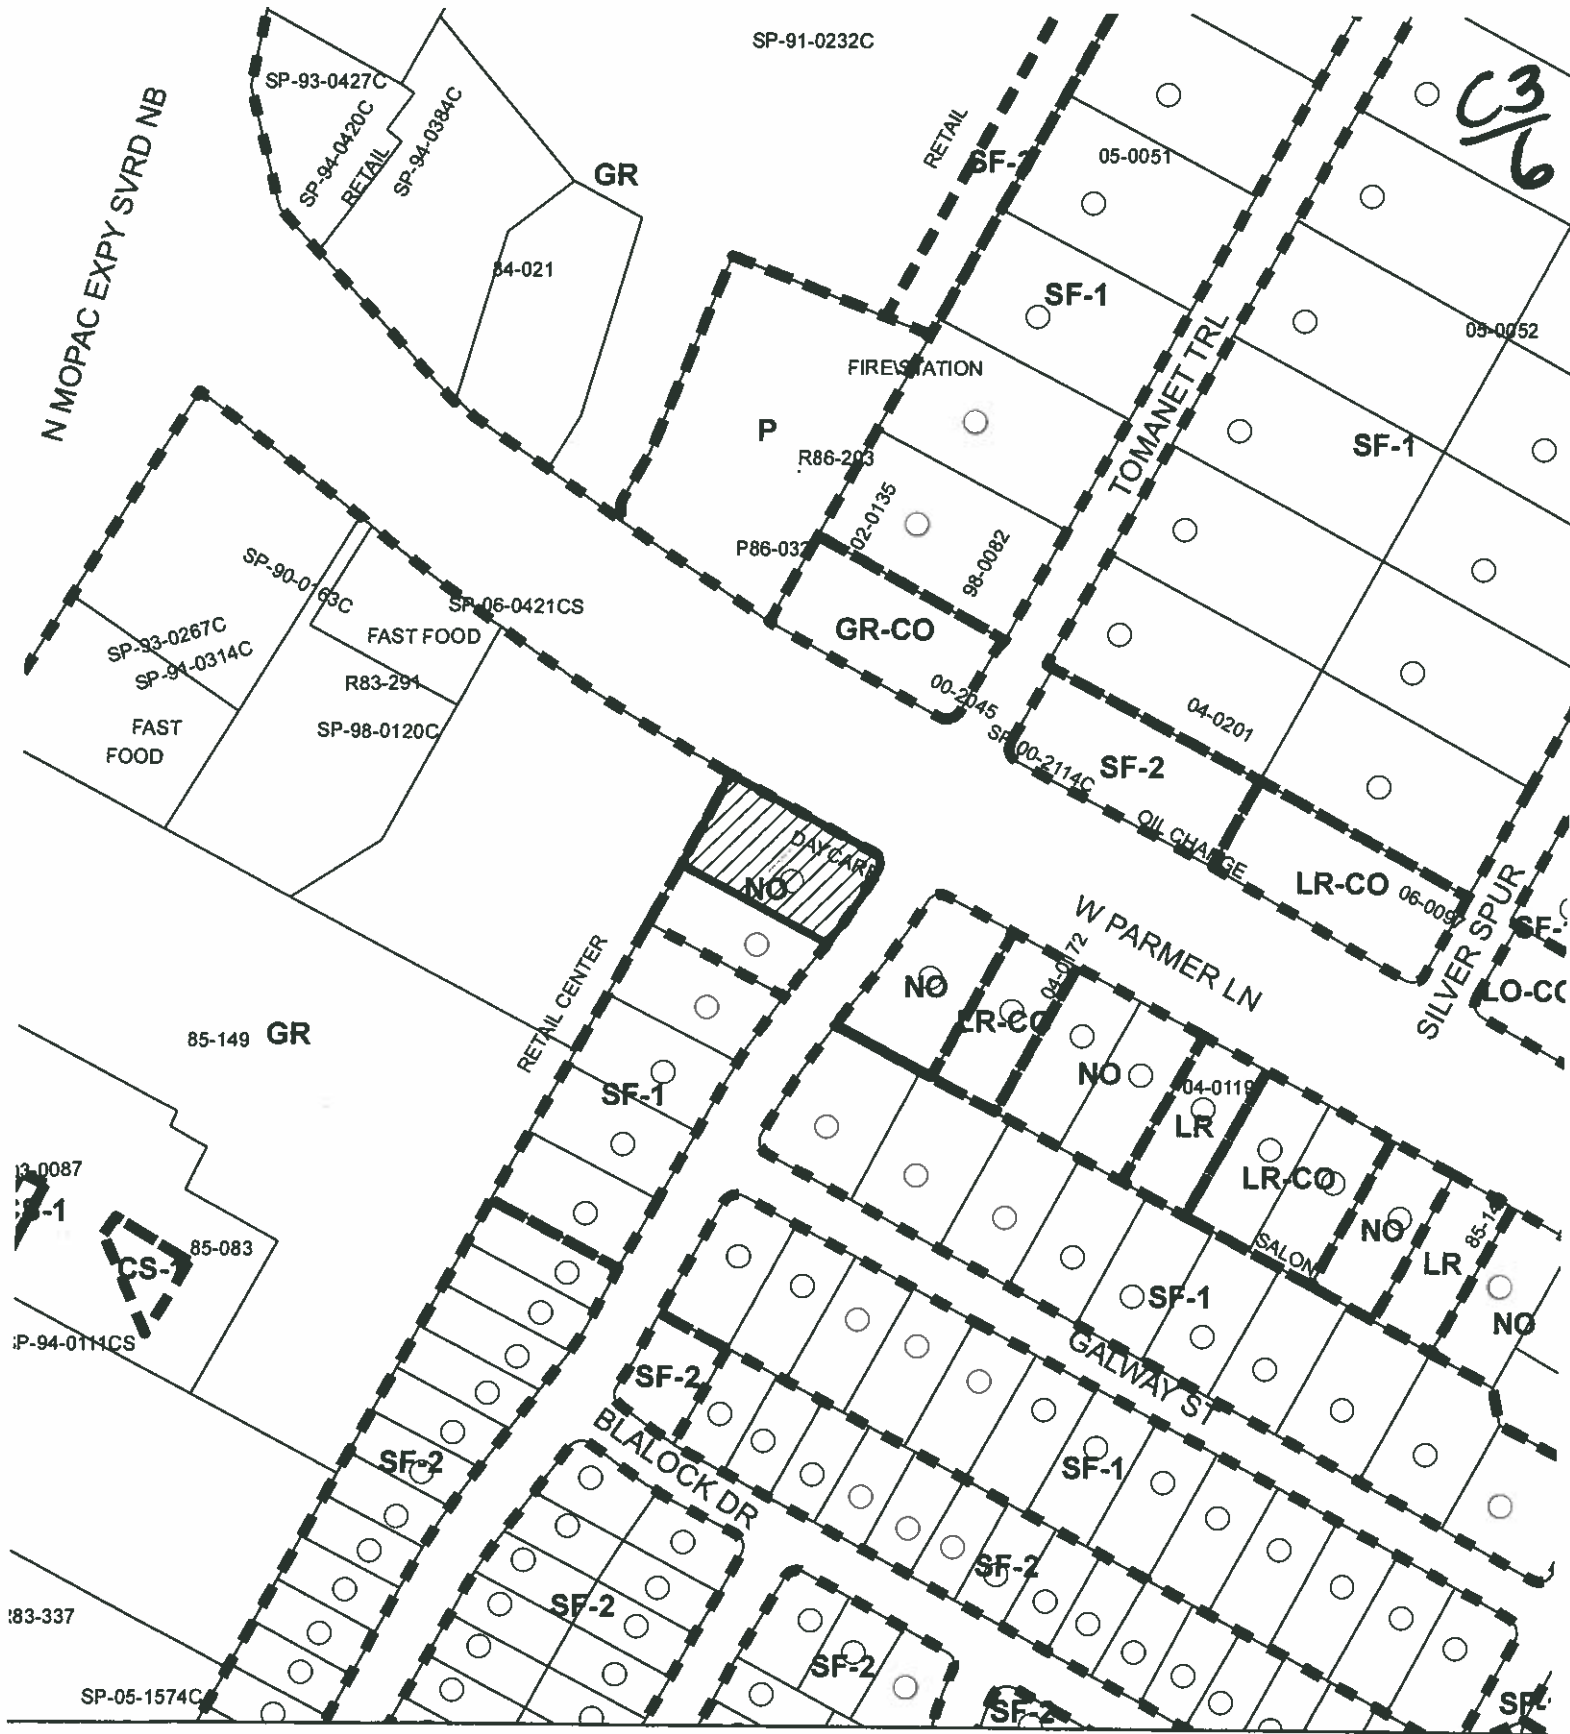 SP-91-0232C
C3/6
SP-93-0427C
N MOPAC EXPY SVRD NB
SP-94-0420C
RETAIL
SP-94-0384C
GR
RETAIL
05-0051
84-021
SF-1
05-0052
TOMANET TRL
FIRE STATION
P
SF-1
R86-203
02-0135
P86-032
98-0082
SP-90-0163C
SP-06-0421CS
SP-93-0267C
SP-91-0314C
FAST FOOD
GR-CO
R83-291
00-2045
04-0201
FAST
FOOD
SP-98-0120C
SP-00-2114C
SF-2
OIL CHANGE
DAYCARE
NO
LR-CO
06-0097
SILVER SPUR
W PARMER LN
04-0172
NO
LR-CO
LO-CO
RETAIL CENTER
85-149
GR
NO
04-0119
SF-1
LR
LR-CO
NO
LR
SALON
85-083
SF-1
NO
GALWAY ST
SF-2
BLALOCK DR
SF-2
SF-1
SF-2
SF-2
SF-2
SF-2
SP-05-1574C